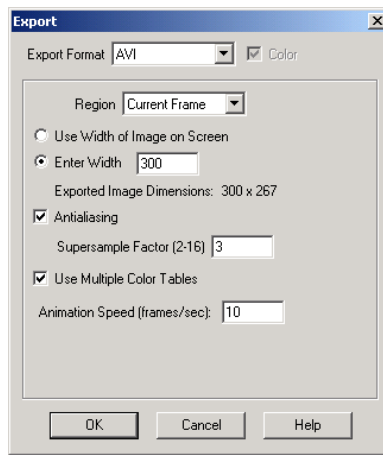 Export
Export Format AVI Color
Region Current Frame
Use Width of Image on Screen
Enter Width 300
Exported Image Dimensions: 300 x 267
Antialiasing
Supersample Factor (2-16) 3
Use Multiple Color Tables
Animation Speed (frames/sec): 10
OK Cancel Help